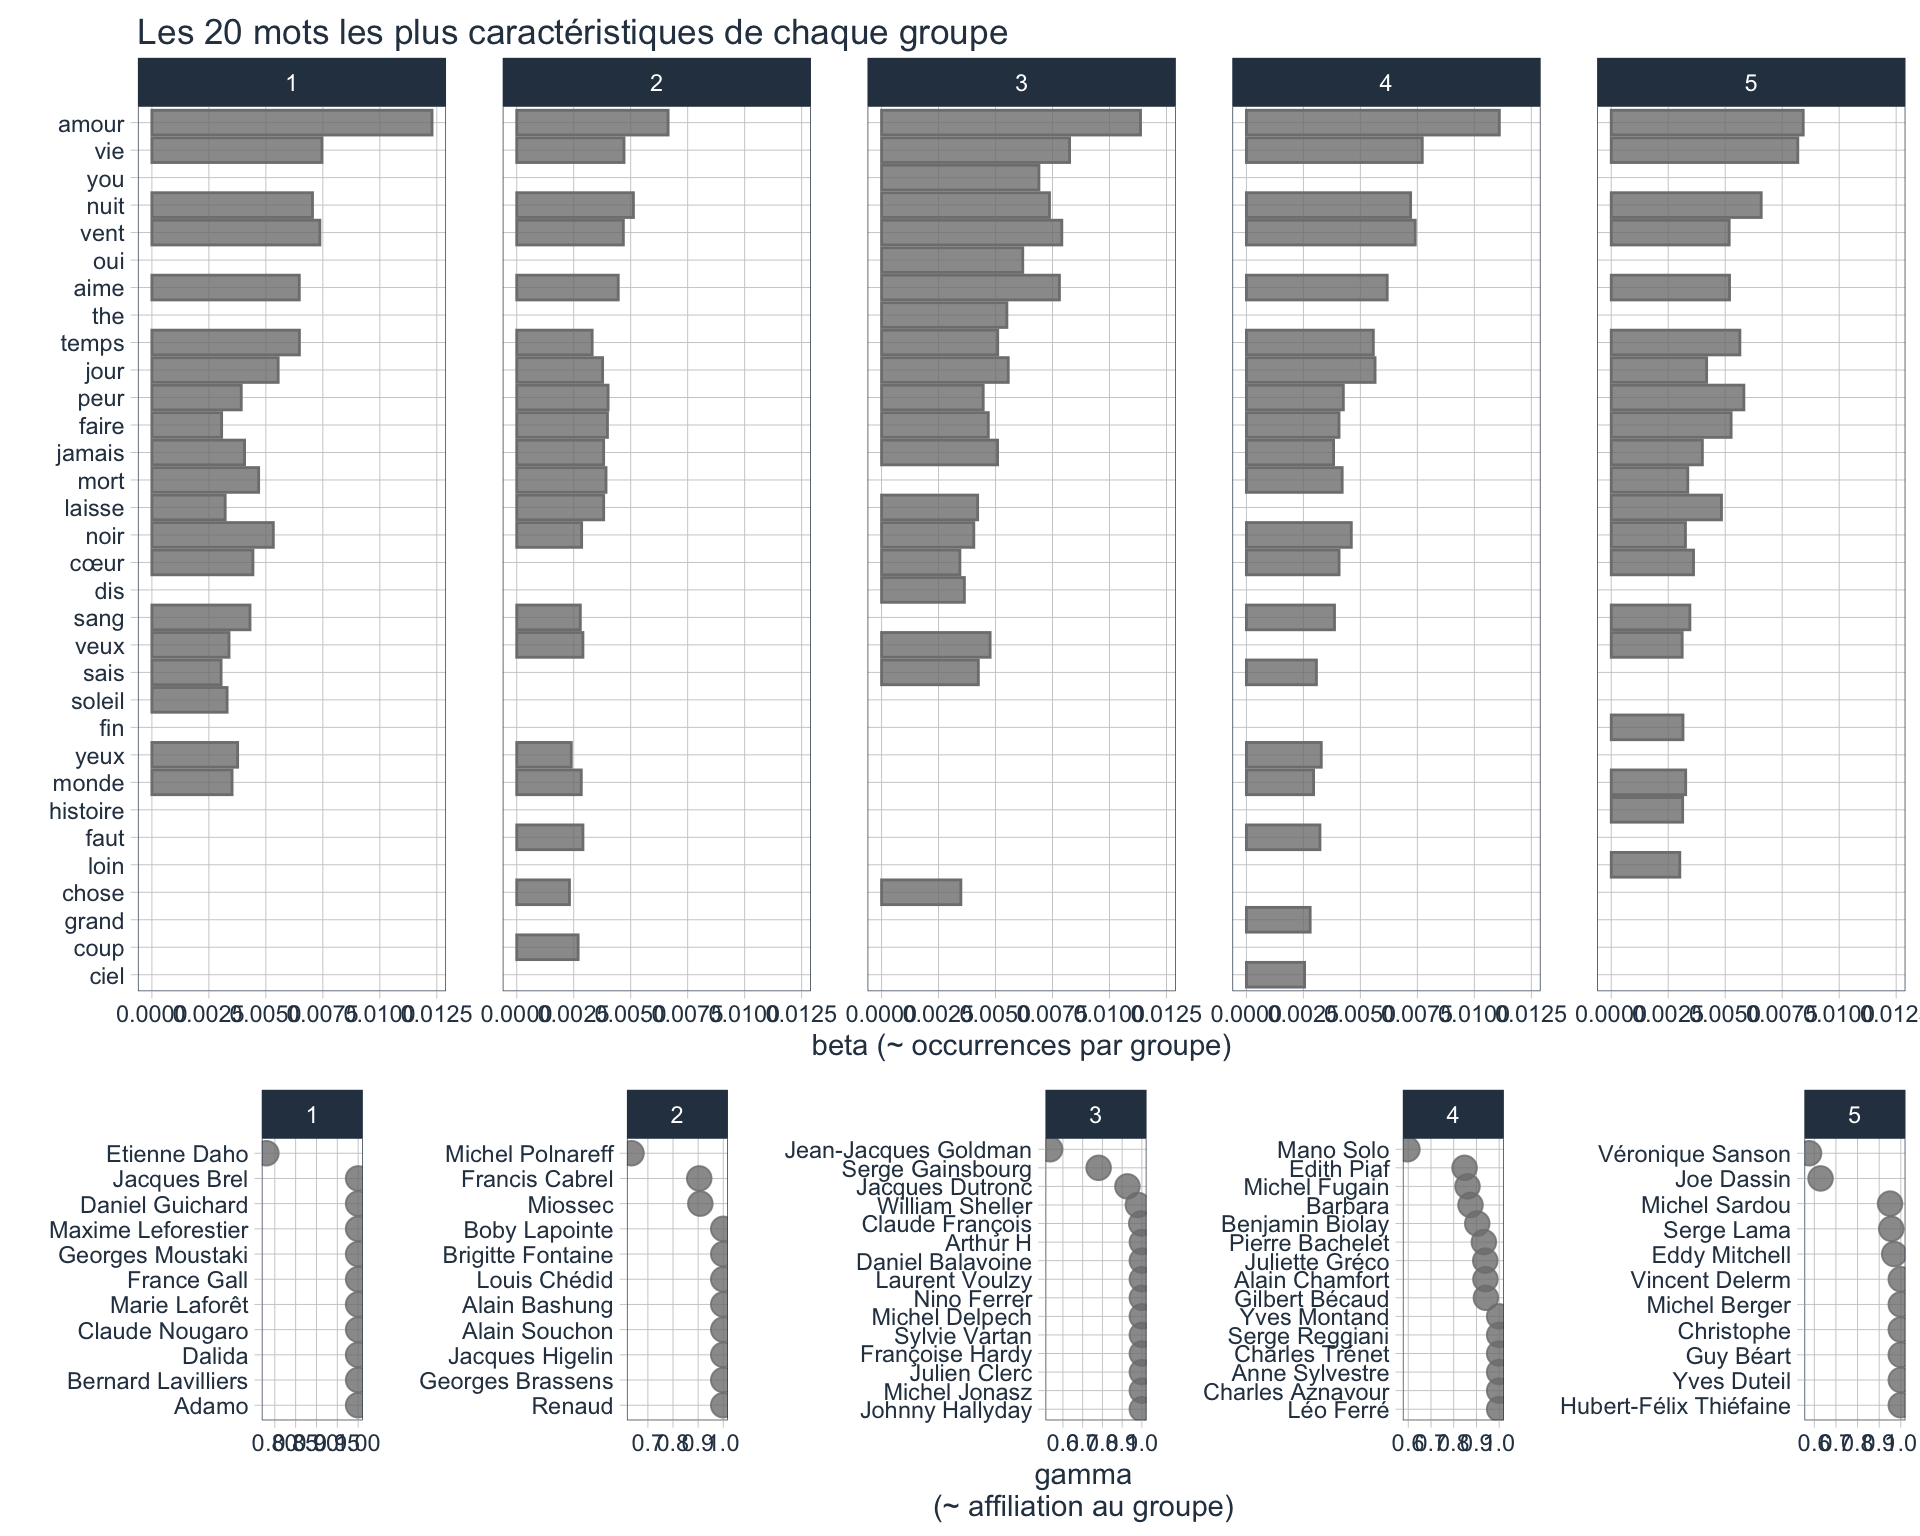 Les 20 mots les plus caractéristiques de chaque groupe
1 2 3 4 5
amour
vie
you
nuit
vent
oui
aime
the
temps
jour
peur
faire
jamais
mort
laisse
noir
cœur
dis
sang
veux
sais
soleil
fin
yeux
monde
histoire
faut
loin
chose
grand
coup
ciel
0.0000 0.0025 0.0050 0.0075 0.0100 0.0125 0.0000 0.0025 0.0050 0.0075 0.0100 0.0125 0.0000 0.0025 0.0050 0.0075 0.0100 0.0125 0.0000 0.0025 0.0050 0.0075 0.0100 0.0125 0.0000 0.0025 0.0050 0.0075 0.0100 0.012
beta (~ occurrences par groupe)
1
Etienne Daho
Jacques Brel
Daniel Guichard
Maxime Leforestier
Georges Moustaki
France Gall
Marie Laforêt
Claude Nougaro
Dalida
Bernard Lavilliers
Adamo
0.80 0.85 0.90 0.95 1.00
2
Michel Polnareff
Francis Cabrel
Miossec
Boby Lapointe
Brigitte Fontaine
Louis Chédid
Alain Bashung
Alain Souchon
Jacques Higelin
Georges Brassens
Renaud
0.7 0.8 0.9 1.0
3
Jean-Jacques Goldman
Serge Gainsbourg
Jacques Dutronc
William Sheller
Claude François
Arthur H
Daniel Balavoine
Laurent Voulzy
Nino Ferrer
Michel Delpech
Sylvie Vartan
Françoise Hardy
Julien Clerc
Michel Jonasz
Johnny Hallyday
0.6 0.7 0.8 0.9 1.0
4
Mano Solo
Edith Piaf
Michel Fugain
Barbara
Benjamin Biolay
Pierre Bachelet
Juliette Gréco
Alain Chamfort
Gilbert Bécaud
Yves Montand
Serge Reggiani
Charles Trénet
Anne Sylvestre
Charles Aznavour
Léo Ferré
0.6 0.7 0.8 0.9 1.0
5
Véronique Sanson
Joe Dassin
Michel Sardou
Serge Lama
Eddy Mitchell
Vincent Delerm
Michel Berger
Christophe
Guy Béart
Yves Duteil
Hubert-Félix Thiéfaine
0.6 0.7 0.8 0.9 1.0
gamma
(~ affiliation au groupe)